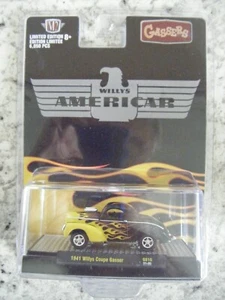 M2
LIMITED EDITION 8+
EDITION LIMITEE
GASSERS
WILLYS
AMERICAR
1941 Willys Coupe Gasser